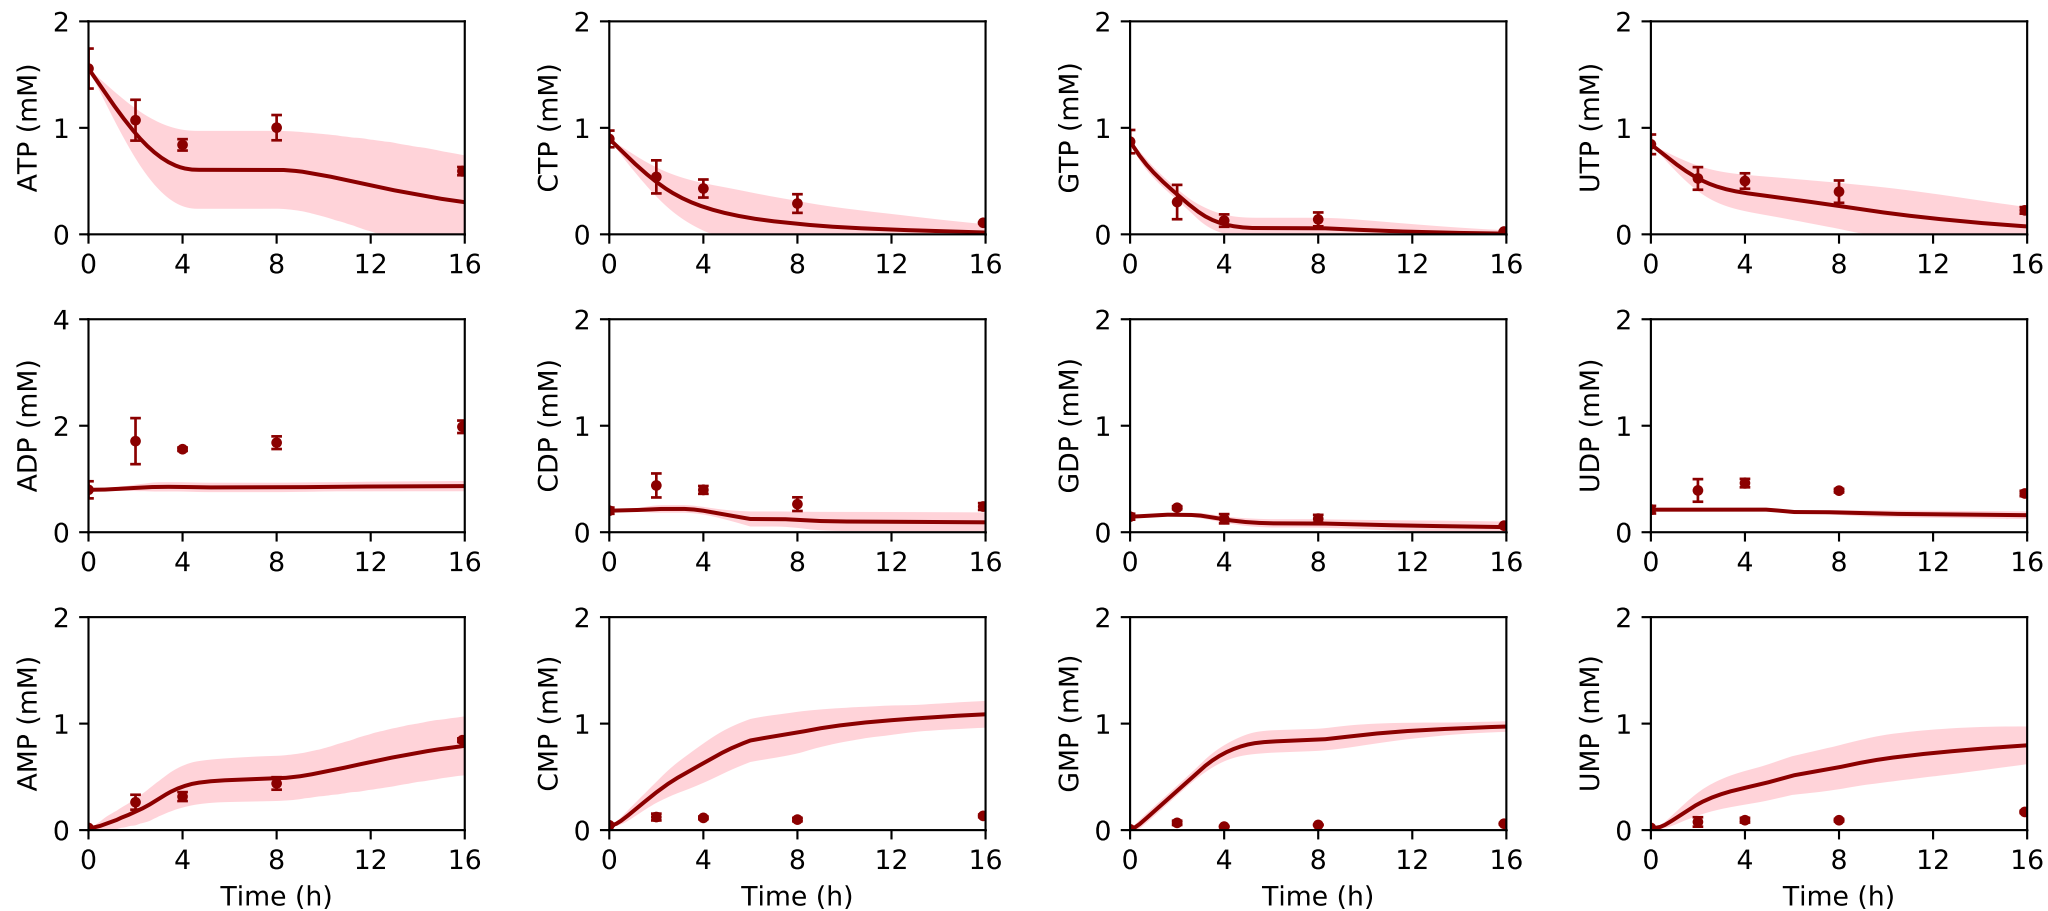 ATP (mM)
2
1
0
0 4 8 12 16
CTP (mM)
2
1
0
0 4 8 12 16
GTP (mM)
2
1
0
0 4 8 12 16
UTP (mM)
2
1
0
0 4 8 12 16
ADP (mM)
4
2
0
0 4 8 12 16
CDP (mM)
2
1
0
0 4 8 12 16
GDP (mM)
2
1
0
0 4 8 12 16
UDP (mM)
2
1
0
0 4 8 12 16
AMP (mM)
2
1
0
0 4 8 12 16
Time (h)
CMP (mM)
2
1
0
0 4 8 12 16
Time (h)
GMP (mM)
2
1
0
0 4 8 12 16
Time (h)
UMP (mM)
2
1
0
0 4 8 12 16
Time (h)